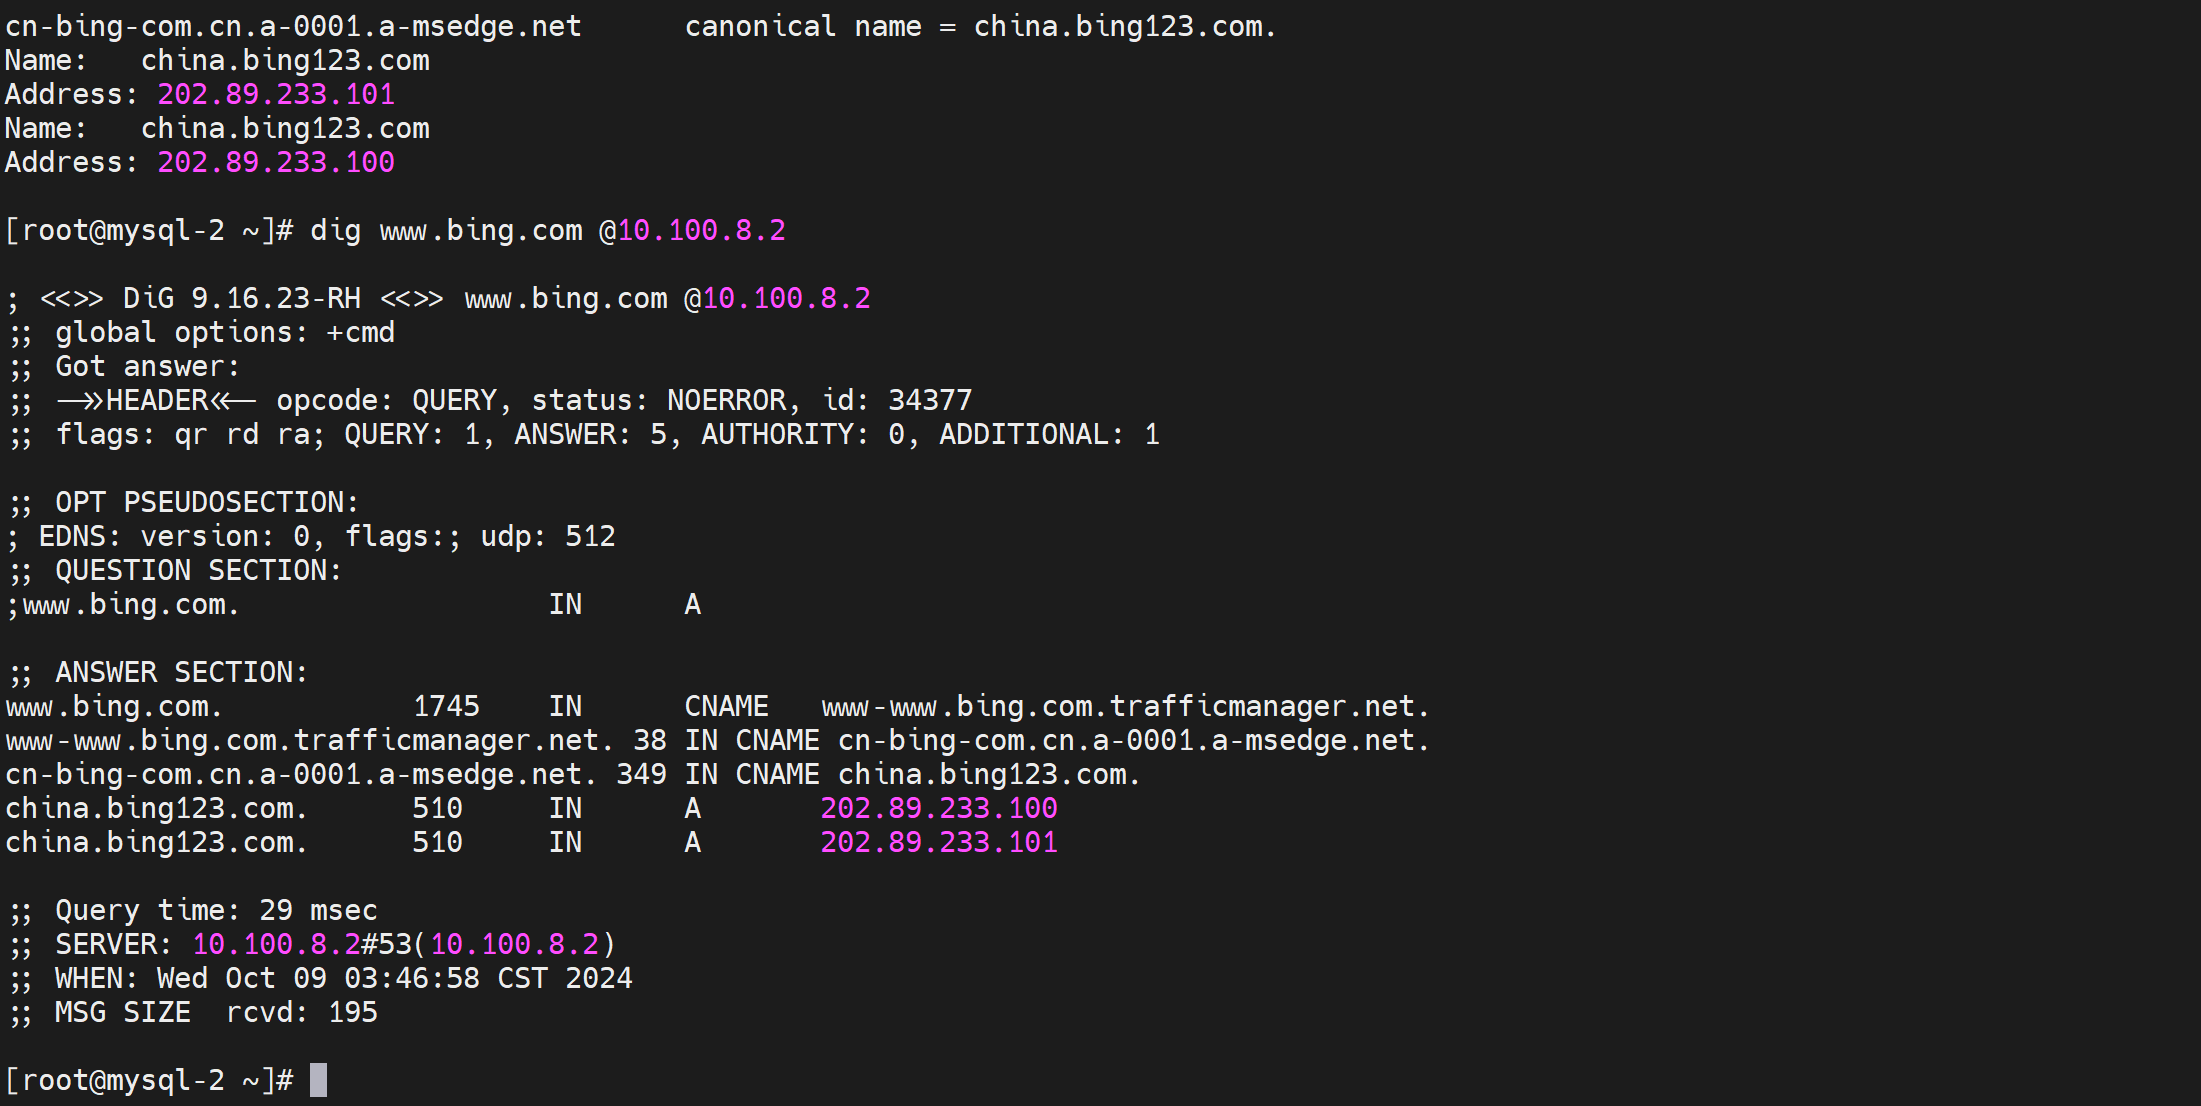 cn-bing-com.cn.a-0001.a-msedge.net      canonical name = china.bing123.com.
Name:   china.bing123.com
Address: 202.89.233.101
Name:   china.bing123.com
Address: 202.89.233.100
[root@mysql-2 ~]# dig www.bing.com @10.100.8.2
; <<>> DiG 9.16.23-RH <<>> www.bing.com @10.100.8.2
;; global options: +cmd
;; Got answer:
;; ->>HEADER<<- opcode: QUERY, status: NOERROR, id: 34377
;; flags: qr rd ra; QUERY: 1, ANSWER: 5, AUTHORITY: 0, ADDITIONAL: 1
;; OPT PSEUDOSECTION:
; EDNS: version: 0, flags:; udp: 512
;; QUESTION SECTION:
;www.bing.com.                  IN      A
;; ANSWER SECTION:
www.bing.com.           1745    IN      CNAME   www-www.bing.com.trafficmanager.net.
www-www.bing.com.trafficmanager.net. 38 IN CNAME cn-bing-com.cn.a-0001.a-msedge.net.
cn-bing-com.cn.a-0001.a-msedge.net. 349 IN CNAME china.bing123.com.
china.bing123.com.      510     IN      A       202.89.233.100
china.bing123.com.      510     IN      A       202.89.233.101
;; Query time: 29 msec
;; SERVER: 10.100.8.2#53(10.100.8.2)
;; WHEN: Wed Oct 09 03:46:58 CST 2024
;; MSG SIZE  rcvd: 195
[root@mysql-2 ~]#